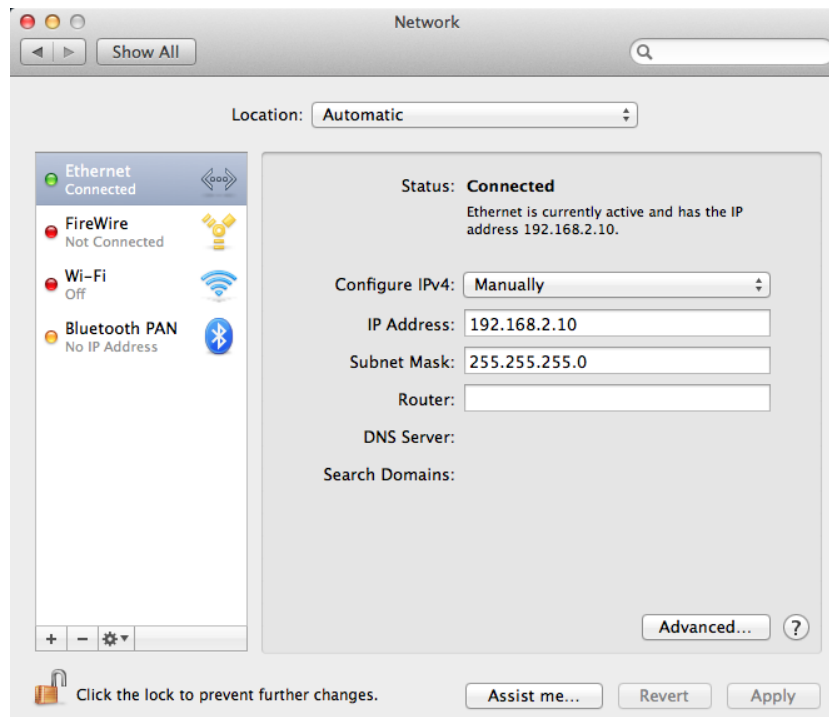 Network
Show All
Location: Automatic
Ethernet
Connected
FireWire
Not Connected
Wi-Fi
Off
Bluetooth PAN
No IP Address
Status: Connected
Ethernet is currently active and has the IP
address 192.168.2.10.
Configure IPv4: Manually
IP Address: 192.168.2.10
Subnet Mask: 255.255.255.0
Router:
DNS Server:
Search Domains:
Advanced... ?
+ -
Click the lock to prevent further changes.
Assist me... Revert Apply